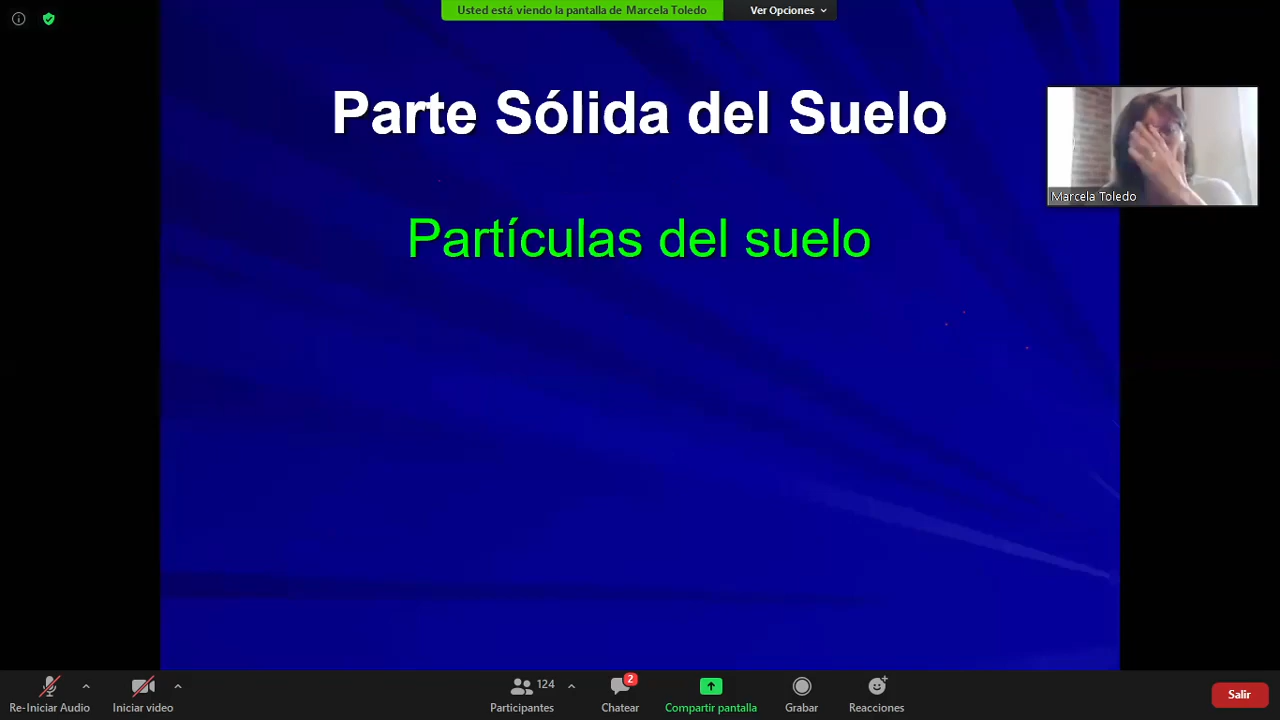 Usted está viendo la pantalla de Marcela Toledo
Ver Opciones
Parte Sólida del Suelo
Marcela Toledo
Partículas del suelo
Re-Iniciar Audio
Iniciar video
124
Participantes
2
Chatear
Compartir pantalla
Grabar
Reacciones
Salir